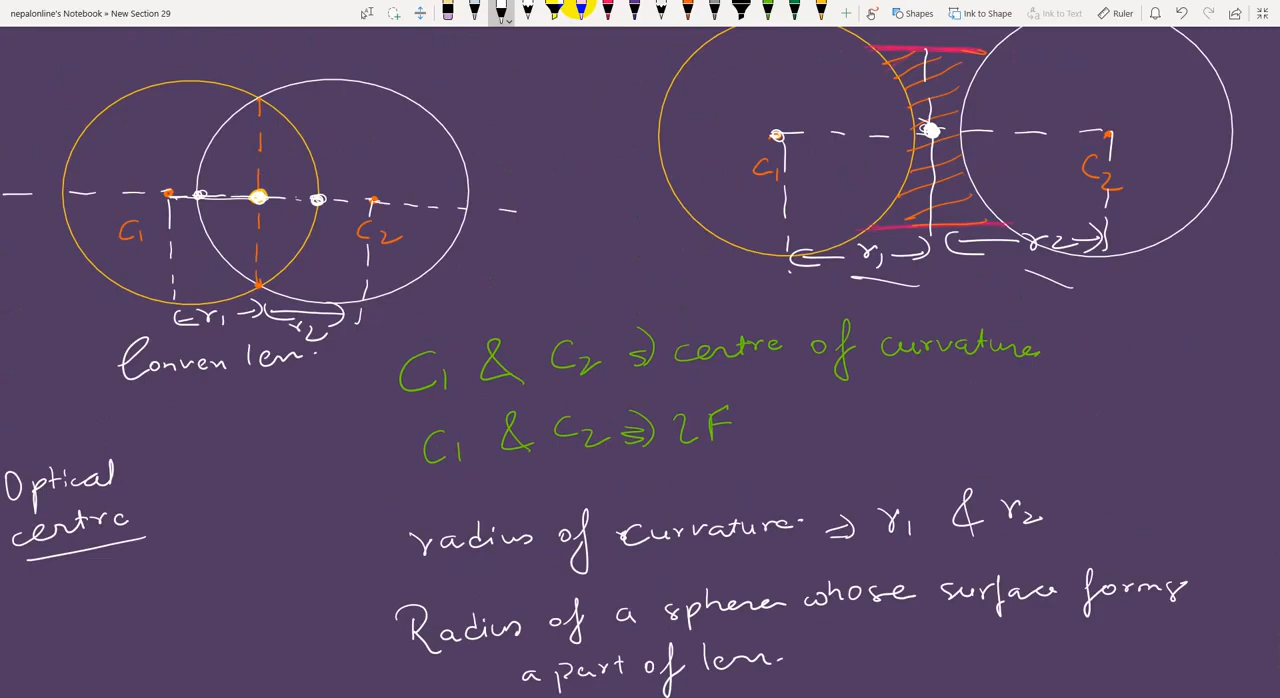 nepalonline's Notebook » New Section 29
Shapes
Ink to Shape
Ink to Text
Ruler
C1
C2
r1
r2
Conven len.
C1
C2
r1
r2
C1 & C2 ⇒ centre of curvature
C1 & C2 ⇒ 2F
Optical
centre
radius of curvature. ⇒ r1 & r2
Radius of a sphere whose surface forms
a part of len.